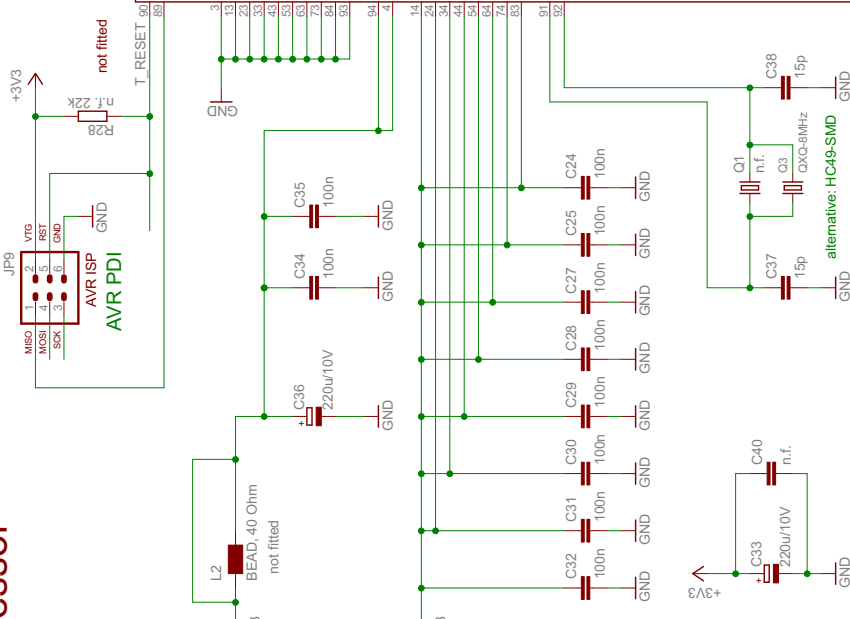 90
89
3
13
23
33
43
53
63
73
84
93
94
4
14
24
34
44
54
64
74
83
91
92
T_RESET
not fitted
+3V3
n.f. 22k
R28
GND
C38
15p
GND
JP9
VTG
RST
GND
2
5
6
1
4
3
MISO
MOSI
SCK
AVR ISP
AVR PDI
GND
C35
100n
GND
C34
100n
GND
C36
+
220u/10V
GND
C24
100n
GND
C25
100n
GND
C27
100n
GND
C28
100n
GND
C29
100n
GND
C30
100n
GND
C31
100n
GND
C32
100n
GND
Q1
n.f.
Q3
QXQ-8MHz
alternative: HC49-SMD
C37
15p
GND
L2
BEAD, 40 Ohm
not fitted
C40
n.f.
C33
+
220u/10V
+3V3
GND